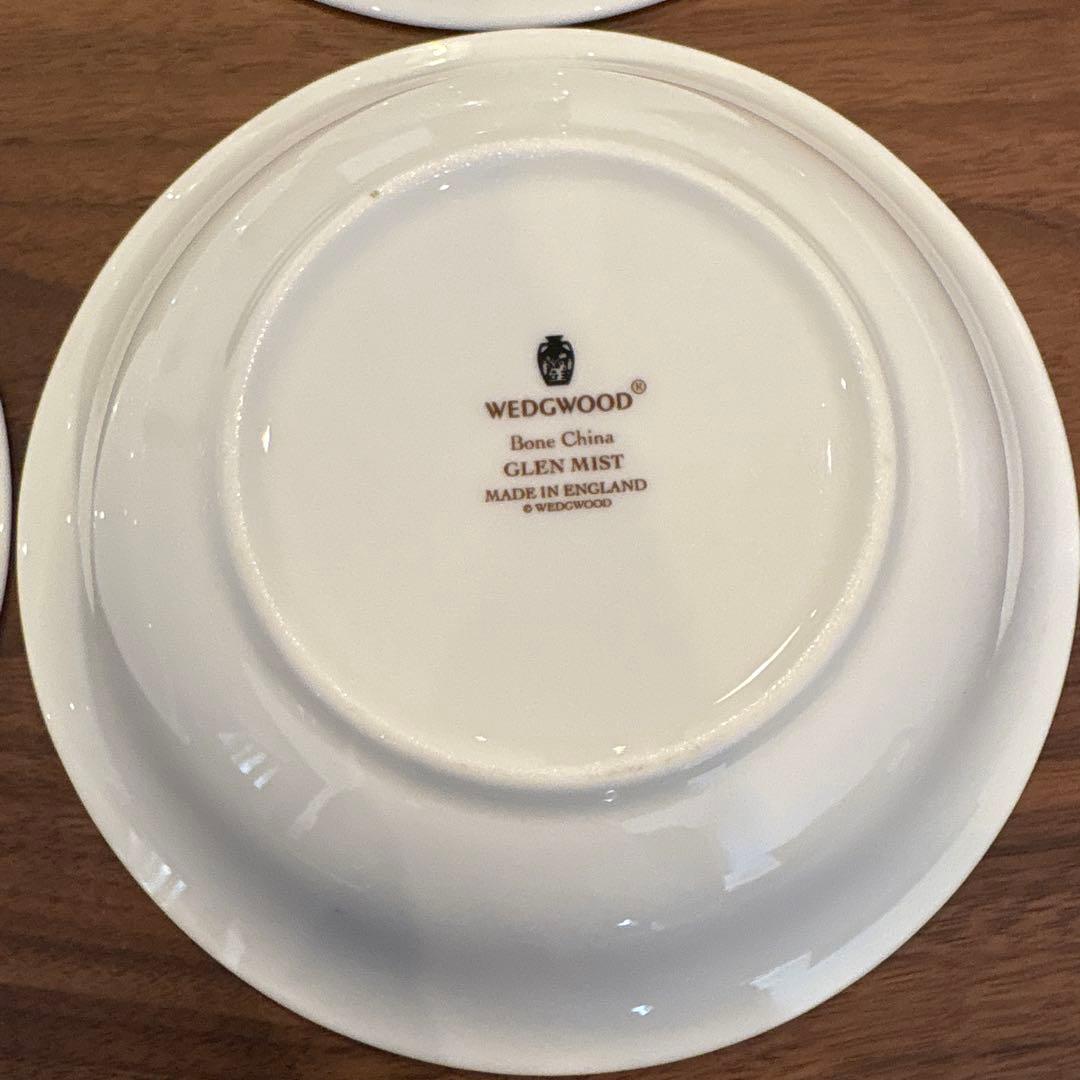 WEDGWOOD®
Bone China
GLEN MIST
MADE IN ENGLAND
© WEDGWOOD